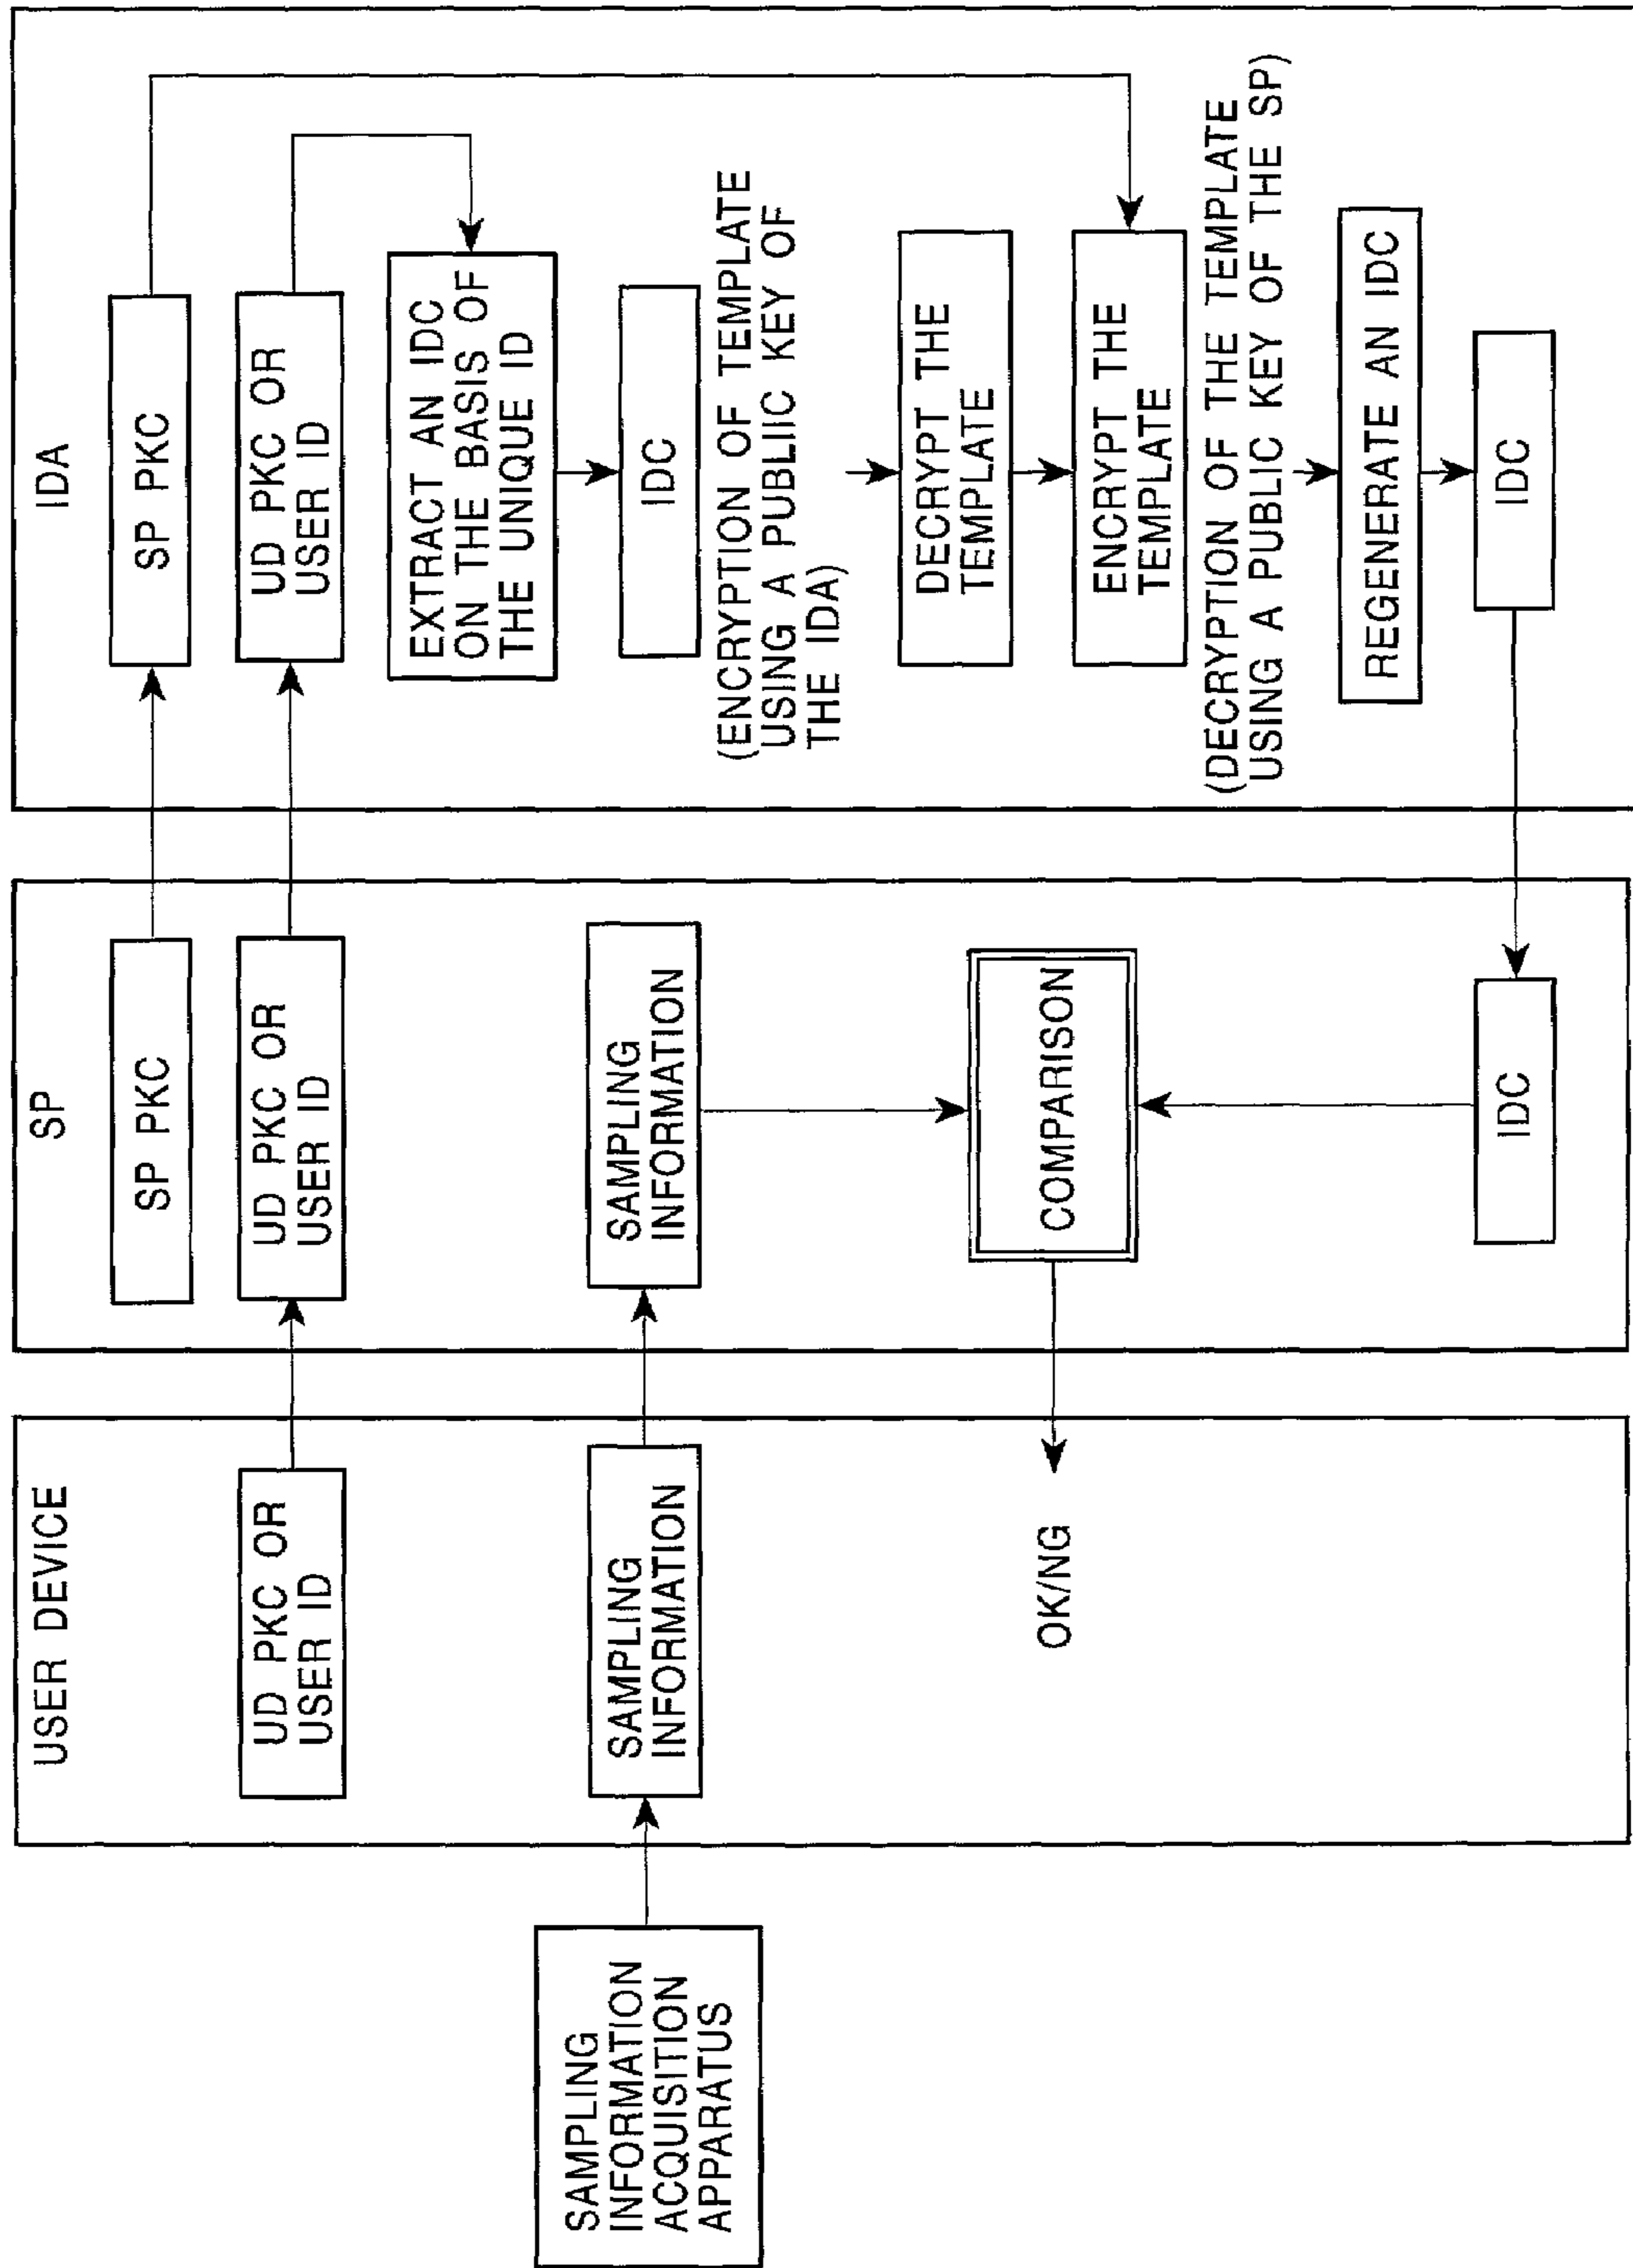 SAMPLING
INFORMATION
ACQUISITION
APPARATUS
USER DEVICE
UD PKC OR
USER ID
SAMPLING
INFORMATION
OK/NG
SP
SP PKC
UD PKC OR
USER ID
SAMPLING
INFORMATION
COMPARISON
IDC
IDA
SP PKC
UD PKC OR
USER ID
EXTRACT AN IDC
ON THE BASIS OF
THE UNIQUE ID
IDC
(ENCRYPTION OF TEMPLATE
USING A PUBLIIC KEY OF
THE IDA)
DECRYPT THE
TEMPLATE
ENCRYPT THE
TEMPLATE
(DECRYPTION OF THE TEMPLATE
USING A PUBLIC KEY OF THE SP)
REGENERATE AN IDC
IDC